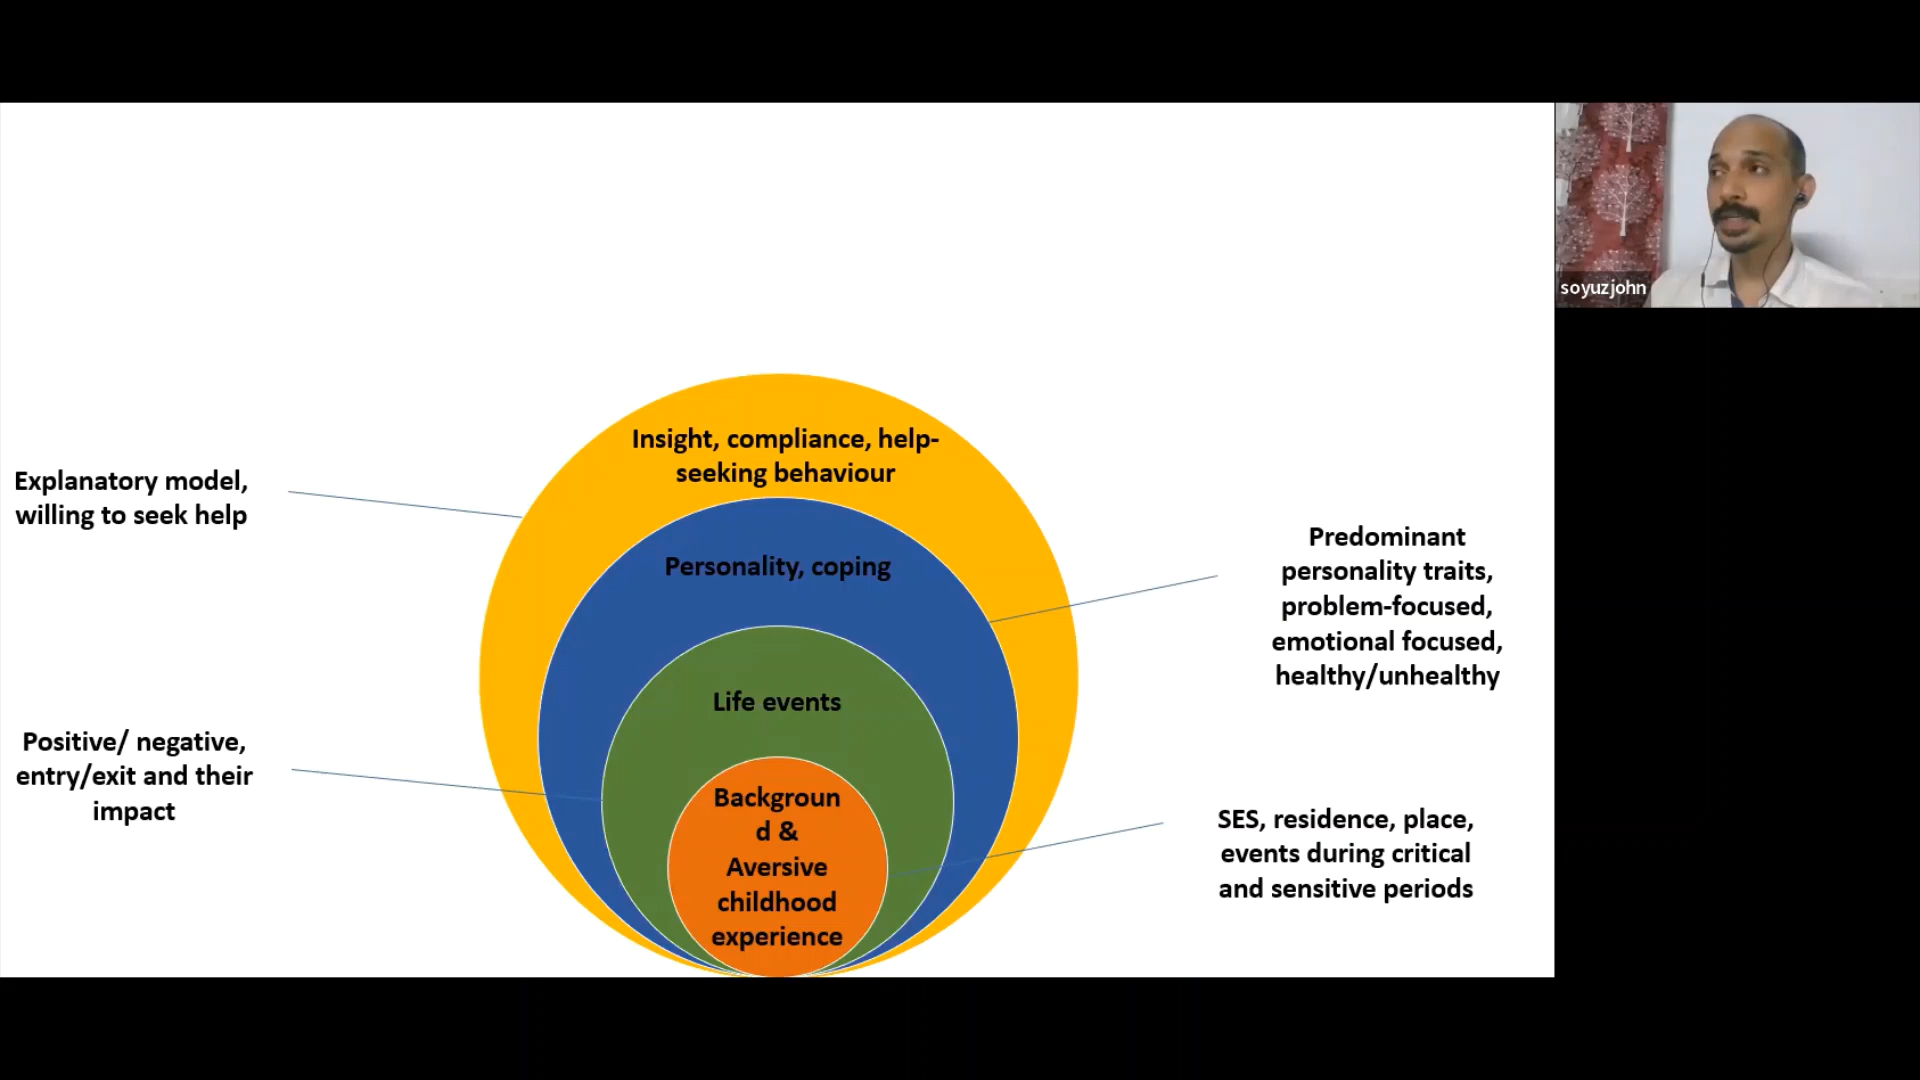 soyuzjohn
Insight, compliance, help-
seeking behaviour
Explanatory model,
willing to seek help
Personality, coping
Predominant
personality traits,
problem-focused,
emotional focused,
healthy/unhealthy
Life events
Positive/ negative,
entry/exit and their
impact
Backgroun
d &
Aversive
childhood
experience
SES, residence, place,
events during critical
and sensitive periods